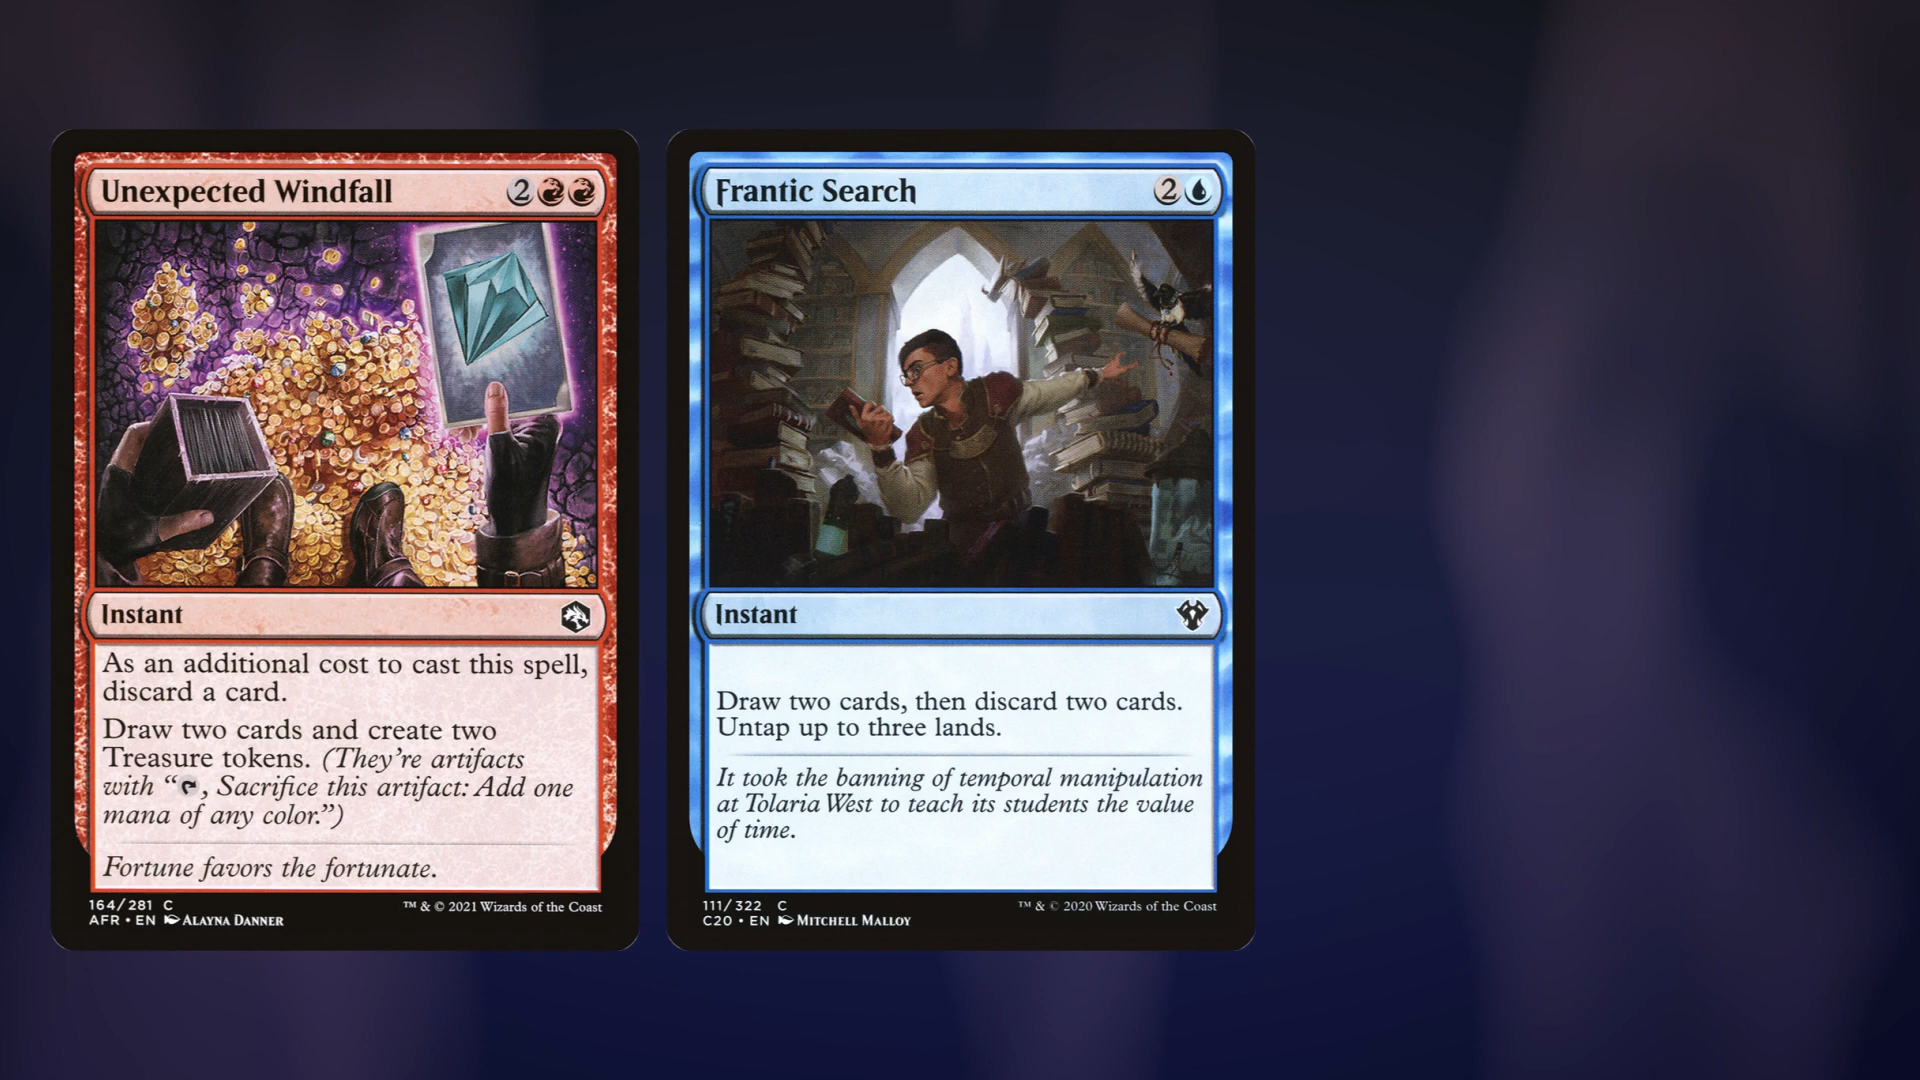 Unexpected Windfall 2
Instant
As an additional cost to cast this spell,
discard a card.
Draw two cards and create two
Treasure tokens. (They're artifacts
with “, Sacrifice this artifact: Add one
mana of any color.”)
Fortune favors the fortunate.
164/281 C
AFR • EN ALAYNA DANNER
™ & © 2021 Wizards of the Coast
Frantic Search 2
Instant
Draw two cards, then discard two cards.
Untap up to three lands.
It took the banning of temporal manipulation
at Tolaria West to teach its students the value
of time.
111/322 C
C20 • EN MITCHELL MALLOY
™ & © 2020 Wizards of the Coast